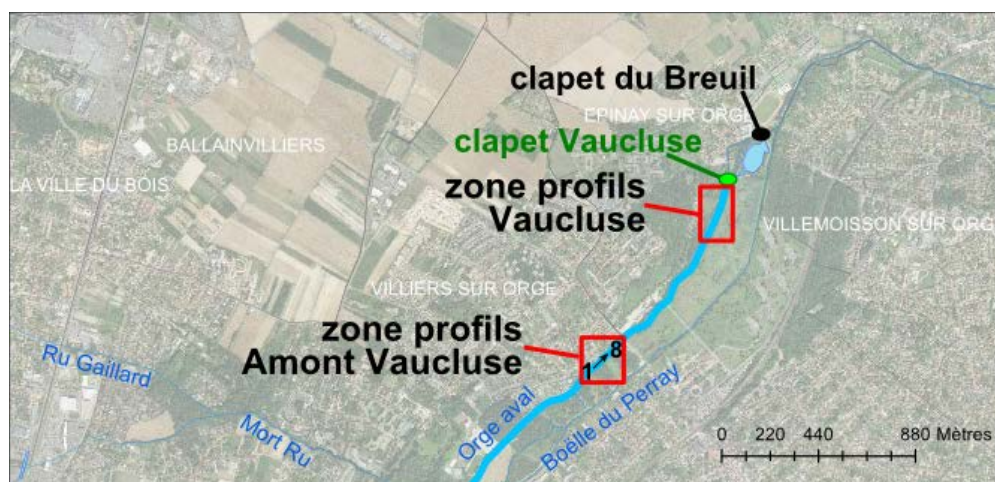 clapet du Breuil
EPINAY SUR ORGE
BALLAINVILLIERS
clapet Vaucluse
LA VILLE DU BOIS
zone profils
Vaucluse
VILLEMOISSON SUR ORG
VILLIERS SUR ORGE
zone profils
Amont Vaucluse
8
1
Ru Gaillard
Mort Ru
Orge aval
Boëlle du Perray
0 220 440 880 Mètres